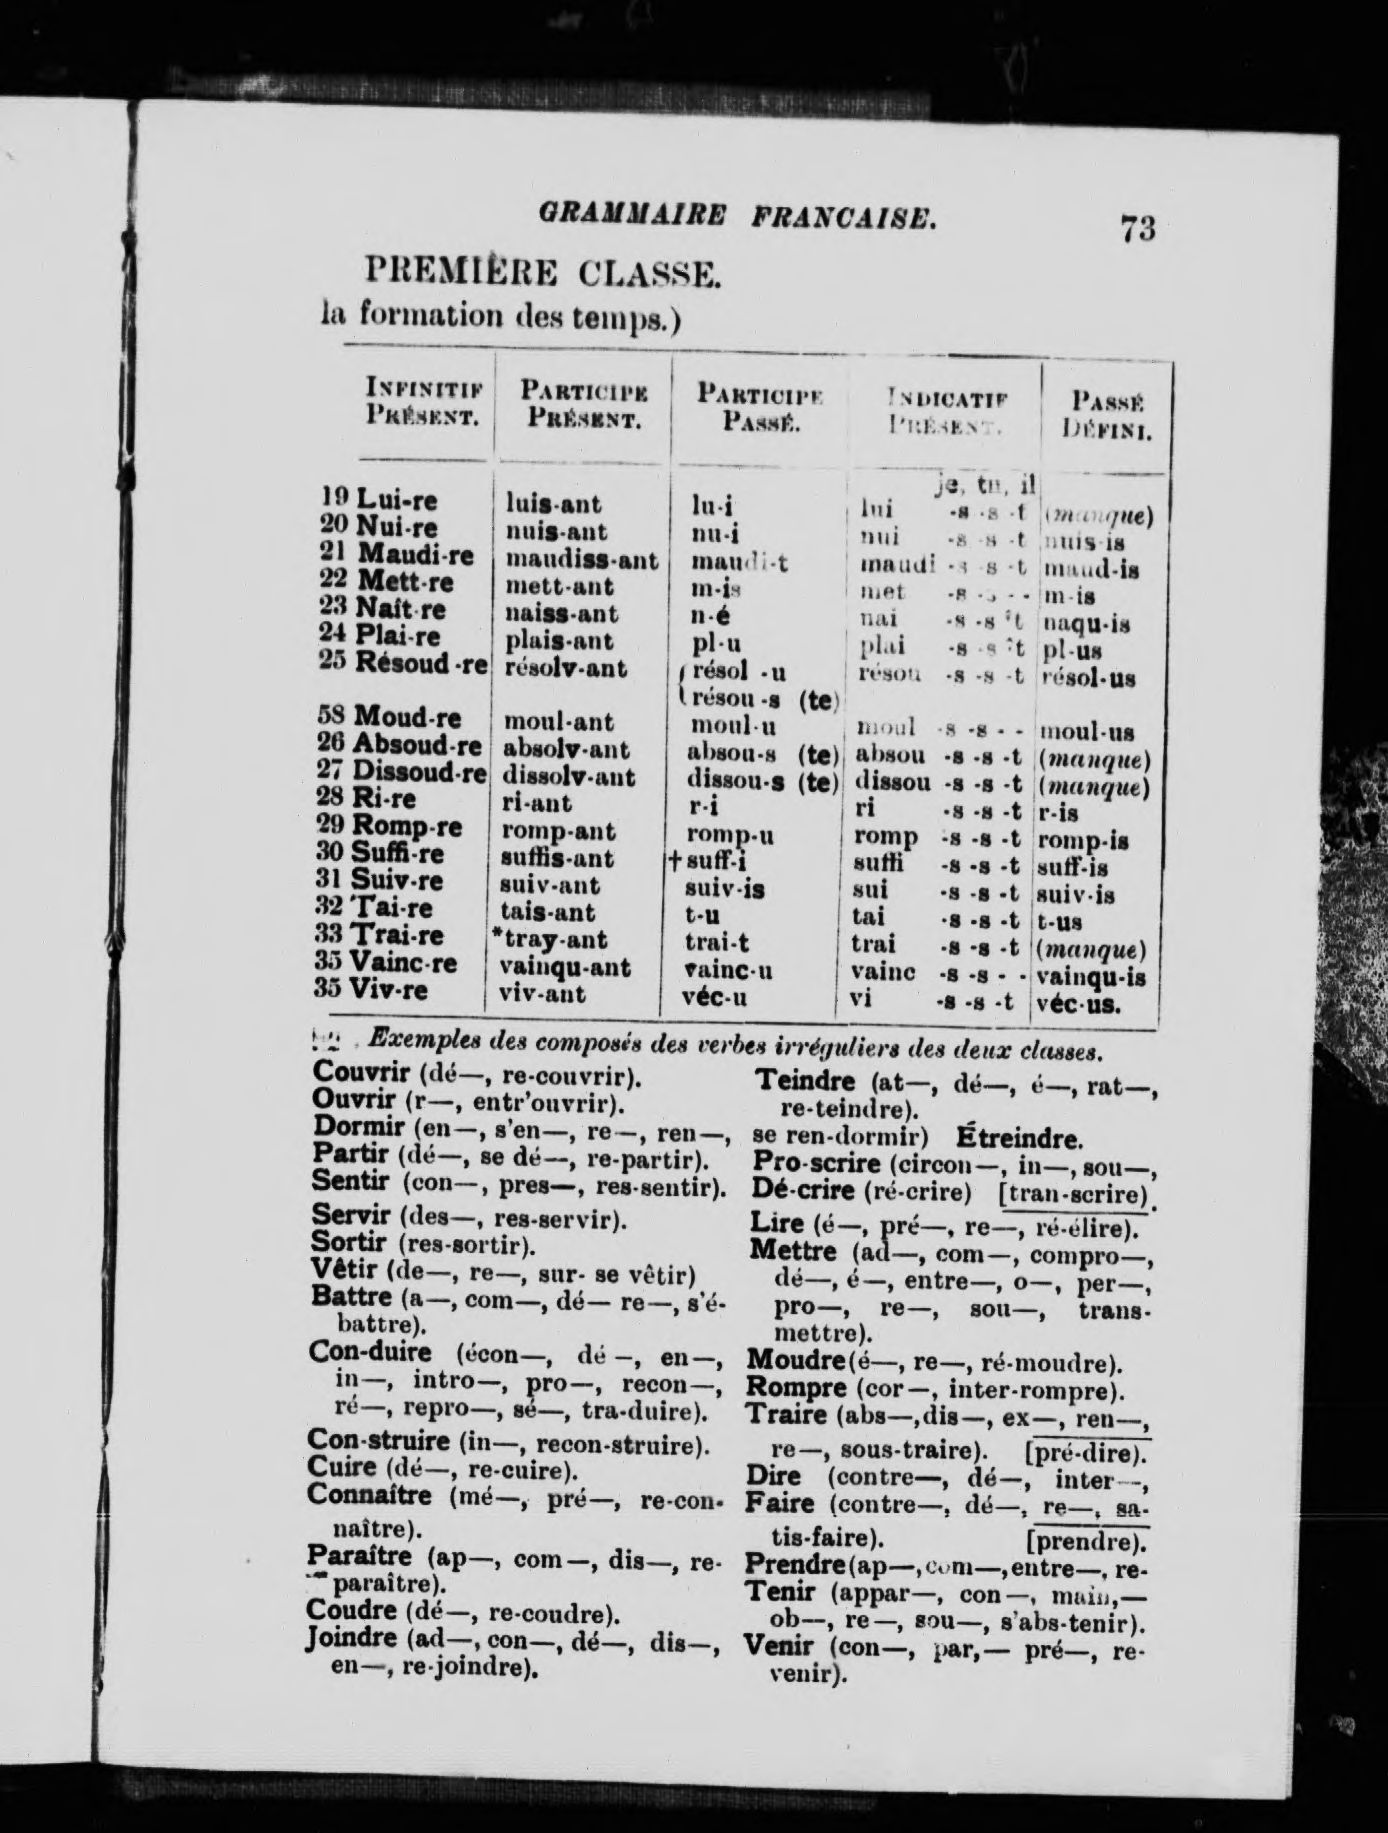 GRAMMAIRE FRANCAISE. 73
PREMIÈRE CLASSE.
la formation des temps.)
INFINITIF PRÉSENT. PARTICIPE PRÉSENT. PARTICIPE PASSÉ. INDICATIF PRÉSENT. PASSÉ DÉFINI.
je, tu, il
19 Lui-re luis-ant lu-i lui -s -s -t (manque)
20 Nui-re nuis-ant nu-i nui -s -s -t nuis-is
21 Maudi-re maudiss-ant maudi-t maudi -s -s -t maud-is
22 Mett-re mett-ant m-is met -s -s - - m-is
23 Naît-re naiss-ant n-é nai -s -s ît naqu-is
24 Plai-re plais-ant pl-u plai -s -s ît pl-us
25 Résoud-re résolv-ant résol -u résou -s -s -t résol-us
résou -s (te)
58 Moud-re moul-ant moul-u moul -s -s - - moul-us
26 Absoud-re absolv-ant absou-s (te) absou -s -s -t (manque)
27 Dissoud-re dissolv-ant dissou-s (te) dissou -s -s -t (manque)
28 Ri-re ri-ant r-i ri -s -s -t r-is
29 Romp-re romp-ant romp-u romp -s -s -t romp-is
30 Suffi-re suffis-ant †suff-i suffi -s -s -t suff-is
31 Suiv-re suiv-ant suiv-is sui -s -s -t suiv-is
32 Tai-re tais-ant t-u tai -s -s -t t-us
33 Trai-re *tray-ant trai-t trai -s -s -t (manque)
35 Vainc-re vainqu-ant vainc-u vainc -s -s - - vainqu-is
35 Viv-re viv-ant véc-u vi -s -s -t véc-us.
Exemples des composés des verbes irréguliers des deux classes.
Couvrir (dé—, re-couvrir).
Ouvrir (r—, entr'ouvrir).
Dormir (en—, s'en—, re—, ren—, se ren-dormir)
Partir (dé—, se dé—, re-partir).
Sentir (con—, pres—, res-sentir).
Servir (des—, res-servir).
Sortir (res-sortir).
Vêtir (de—, re—, sur- se vêtir)
Battre (a—, com—, dé— re—, s'é-
battre).
Con-duire (écon—, dé—, en—,
in—, intro—, pro—, recon—,
ré—, repro—, sé—, tra-duire).
Con-struire (in—, recon-struire).
Cuire (dé—, re-cuire).
Connaître (mé—, pré—, re-con-
naître).
Paraître (ap—, com—, dis—, re-
paraître).
Coudre (dé—, re-coudre).
Joindre (ad—, con—, dé—, dis—,
en—, re-joindre).
Teindre (at—, dé—, é—, rat—,
re-teindre).
Étreindre.
Pro-scrire (circon—, in—, sou—,
Dé-crire (ré-crire) [tran-scrire).
Lire (é—, pré—, re—, ré-élire).
Mettre (ad—, com—, compro—,
dé—, é—, entre—, o—, per—,
pro—, re—, sou—, trans-
mettre).
Moudre(é—, re—, ré-moudre).
Rompre (cor—, inter-rompre).
Traire (abs—,dis—, ex—, ren—,
re—, sous-traire). [pré-dire).
Dire (contre—, dé—, inter—,
Faire (contre—, dé—, re—, sa-
tis-faire). [prendre).
Prendre(ap—,com—,entre—, re-
Tenir (appar—, con—, main,—
ob—, re—, sou—, s'abs-tenir).
Venir (con—, par,— pré—, re-
venir).